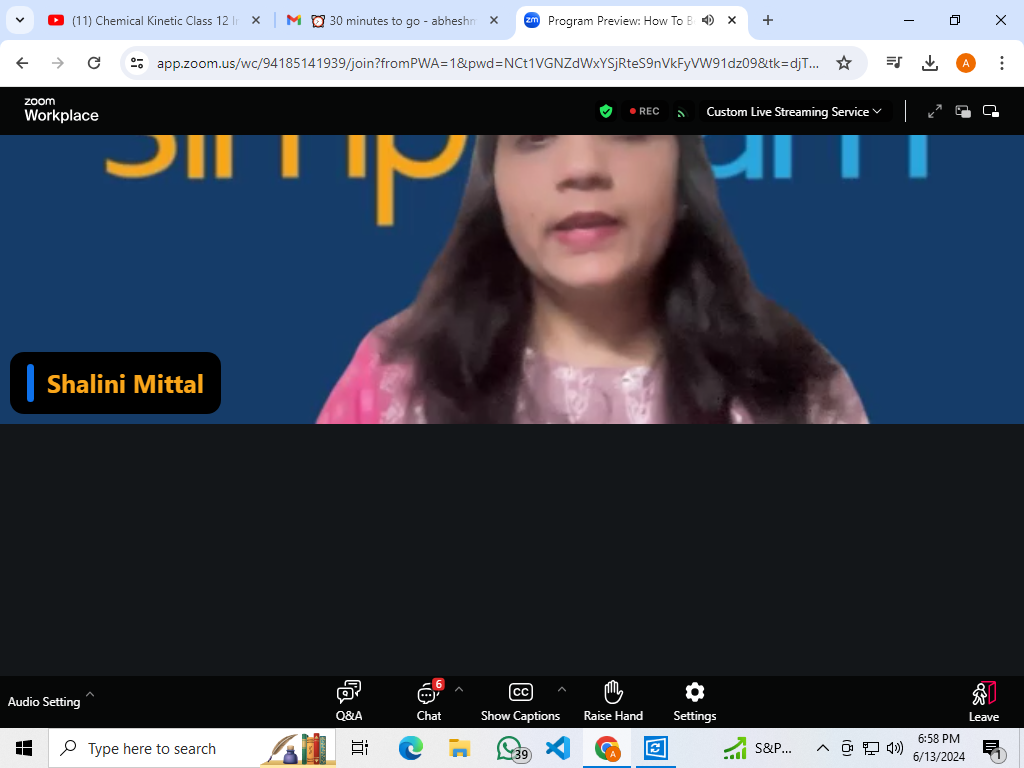 (11) Chemical Kinetic Class 12 In
30 minutes to go - abheshm
zm
Program Preview: How To B
app.zoom.us/wc/94185141939/join?fromPWA=1&pwd=NCt1VGNZdWxYSjRteS9nVkFyVW91dz09&tk=djT...
A
zoom
Workplace
REC
Custom Live Streaming Service
Shalini Mittal
Audio Setting
Q&A
6
Chat
CC
Show Captions
Raise Hand
Settings
Leave
Type here to search
39
A
S&P...
6:58 PM
6/13/2024
1